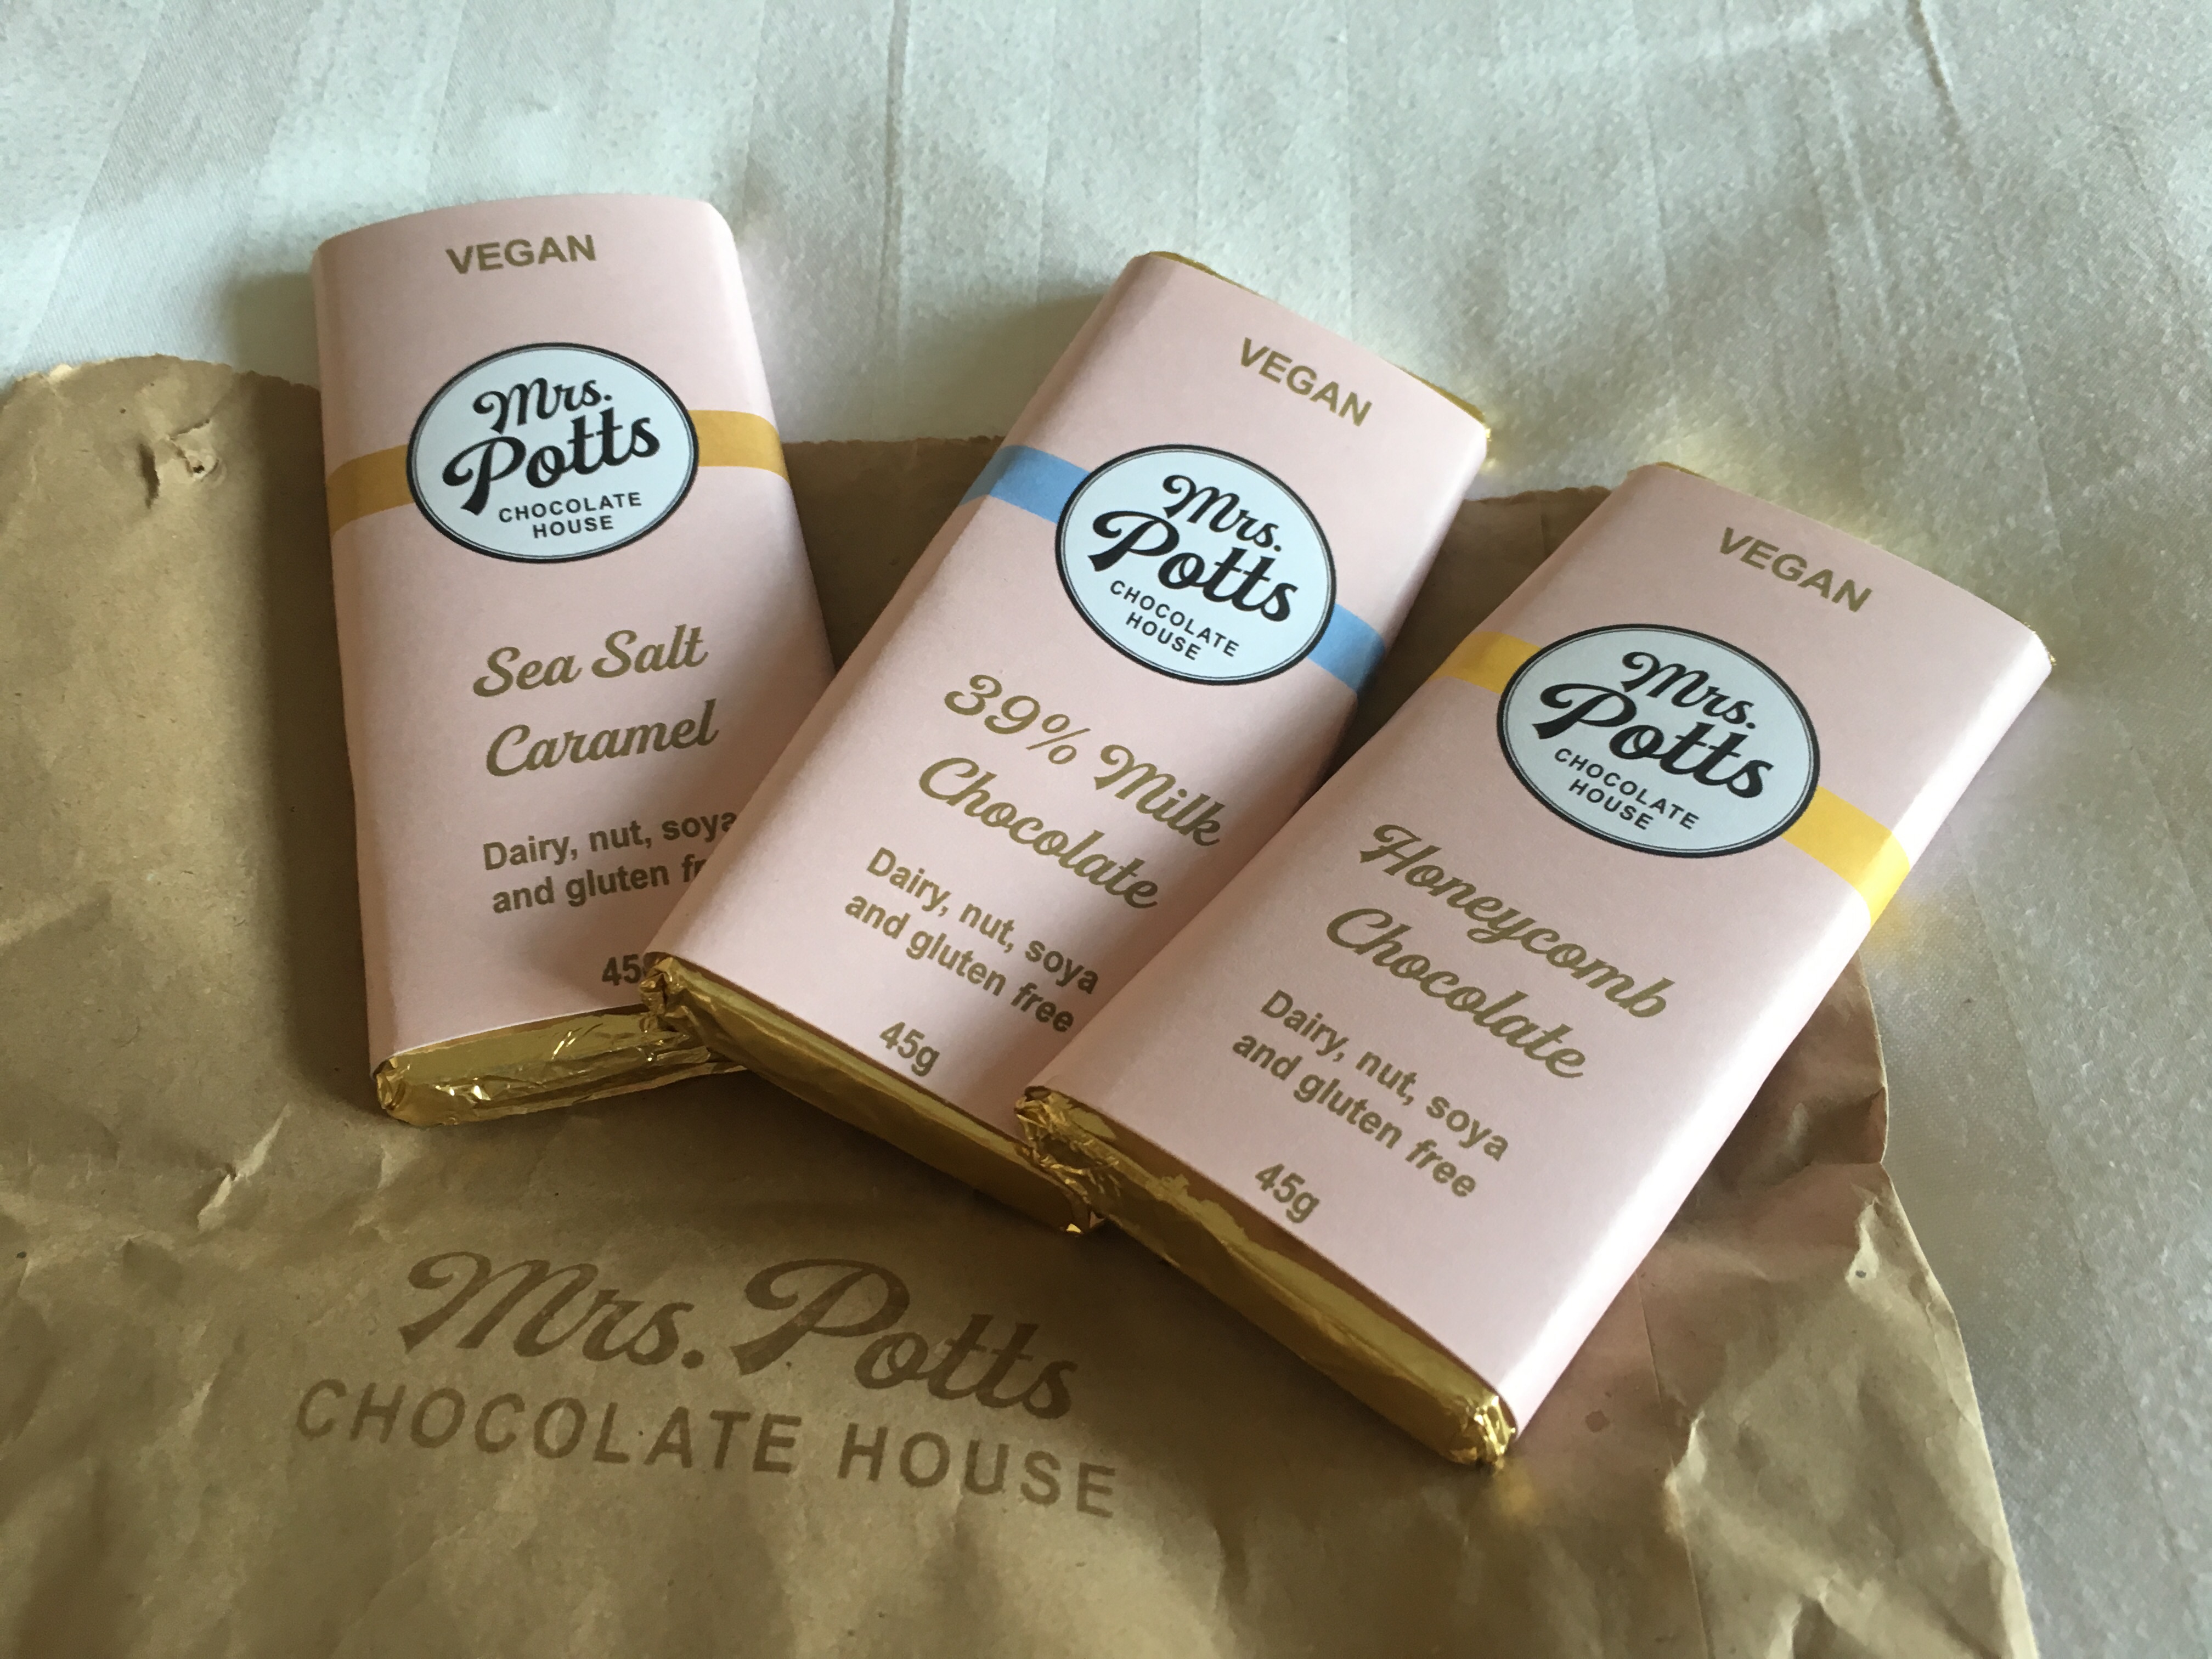 VEGAN
Mrs.
Potts
CHOCOLATE
HOUSE
Sea Salt
Caramel
Dairy, nut, soya
and gluten fr
45g
VEGAN
Mrs.
Potts
CHOCOLATE
HOUSE
39% Milk
Chocolate
Dairy, nut, soya
and gluten free
45g
VEGAN
Mrs.
Potts
CHOCOLATE
HOUSE
Honeycomb
Chocolate
Dairy, nut, soya
and gluten free
45g
Mrs. Potts
CHOCOLATE HOUSE